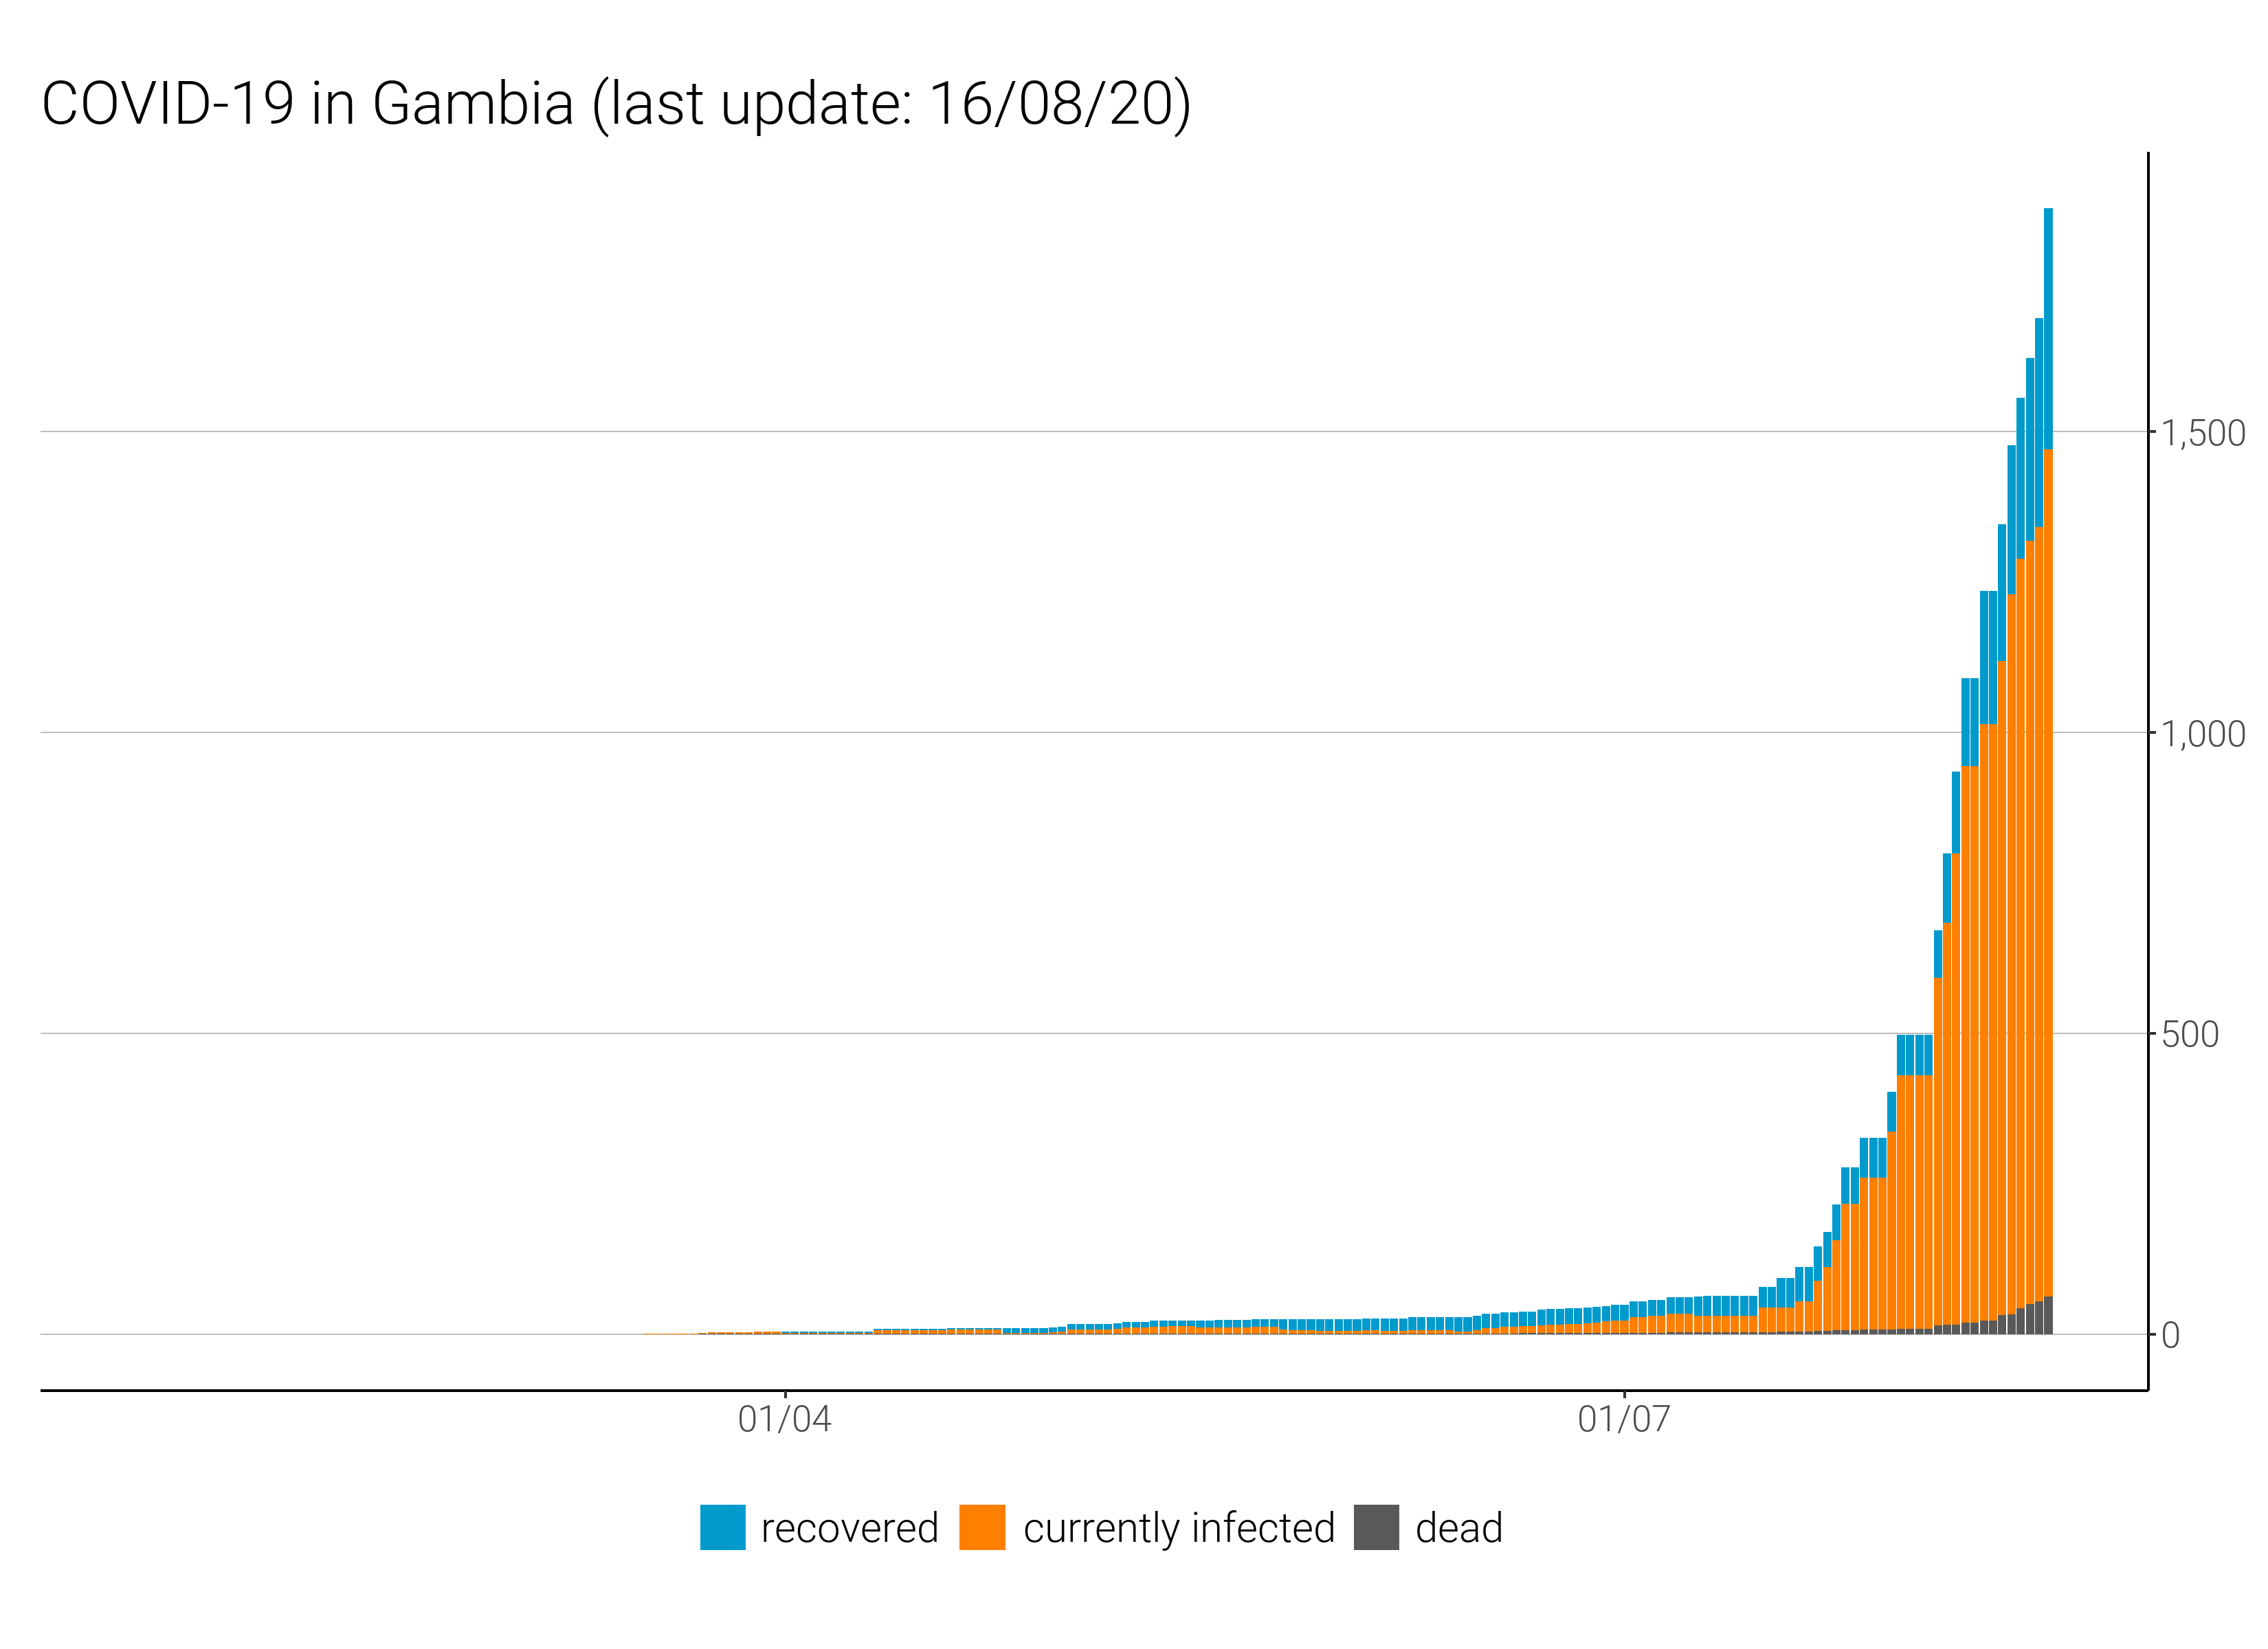 COVID-19 in Gambia (last update: 16/08/20)
1,500
1,000
500
0
01/04 01/07
recovered currently infected dead